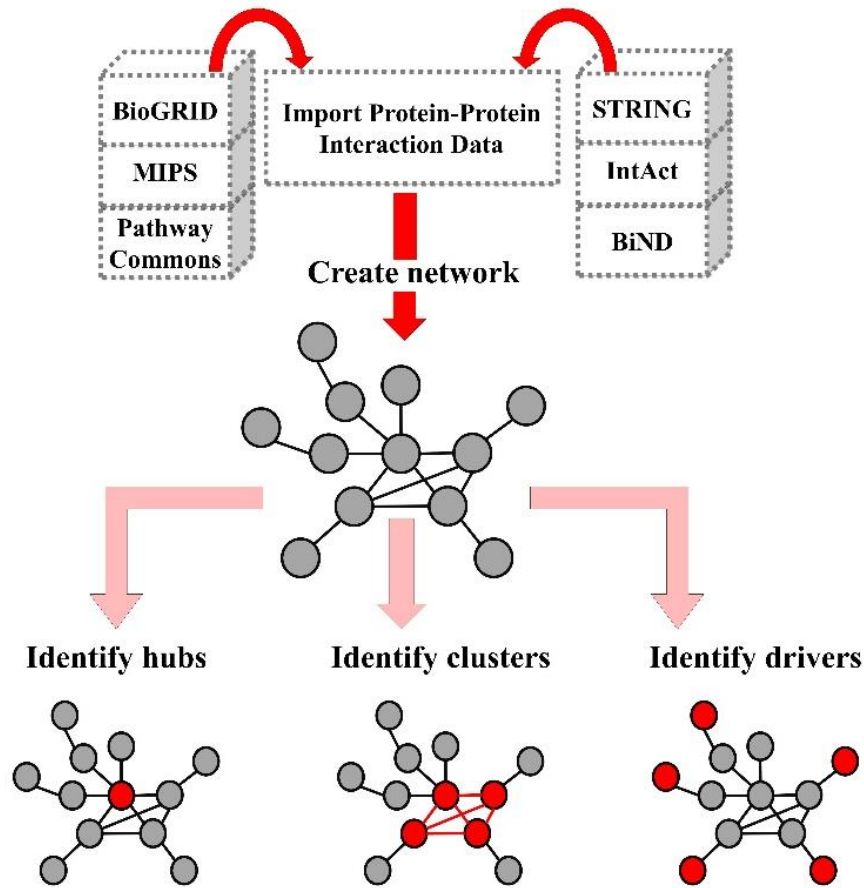 BioGRID
MIPS
Pathway
Commons
Import Protein-Protein
Interaction Data
STRING
IntAct
BiND
Create network
Identify hubs
Identify clusters
Identify drivers